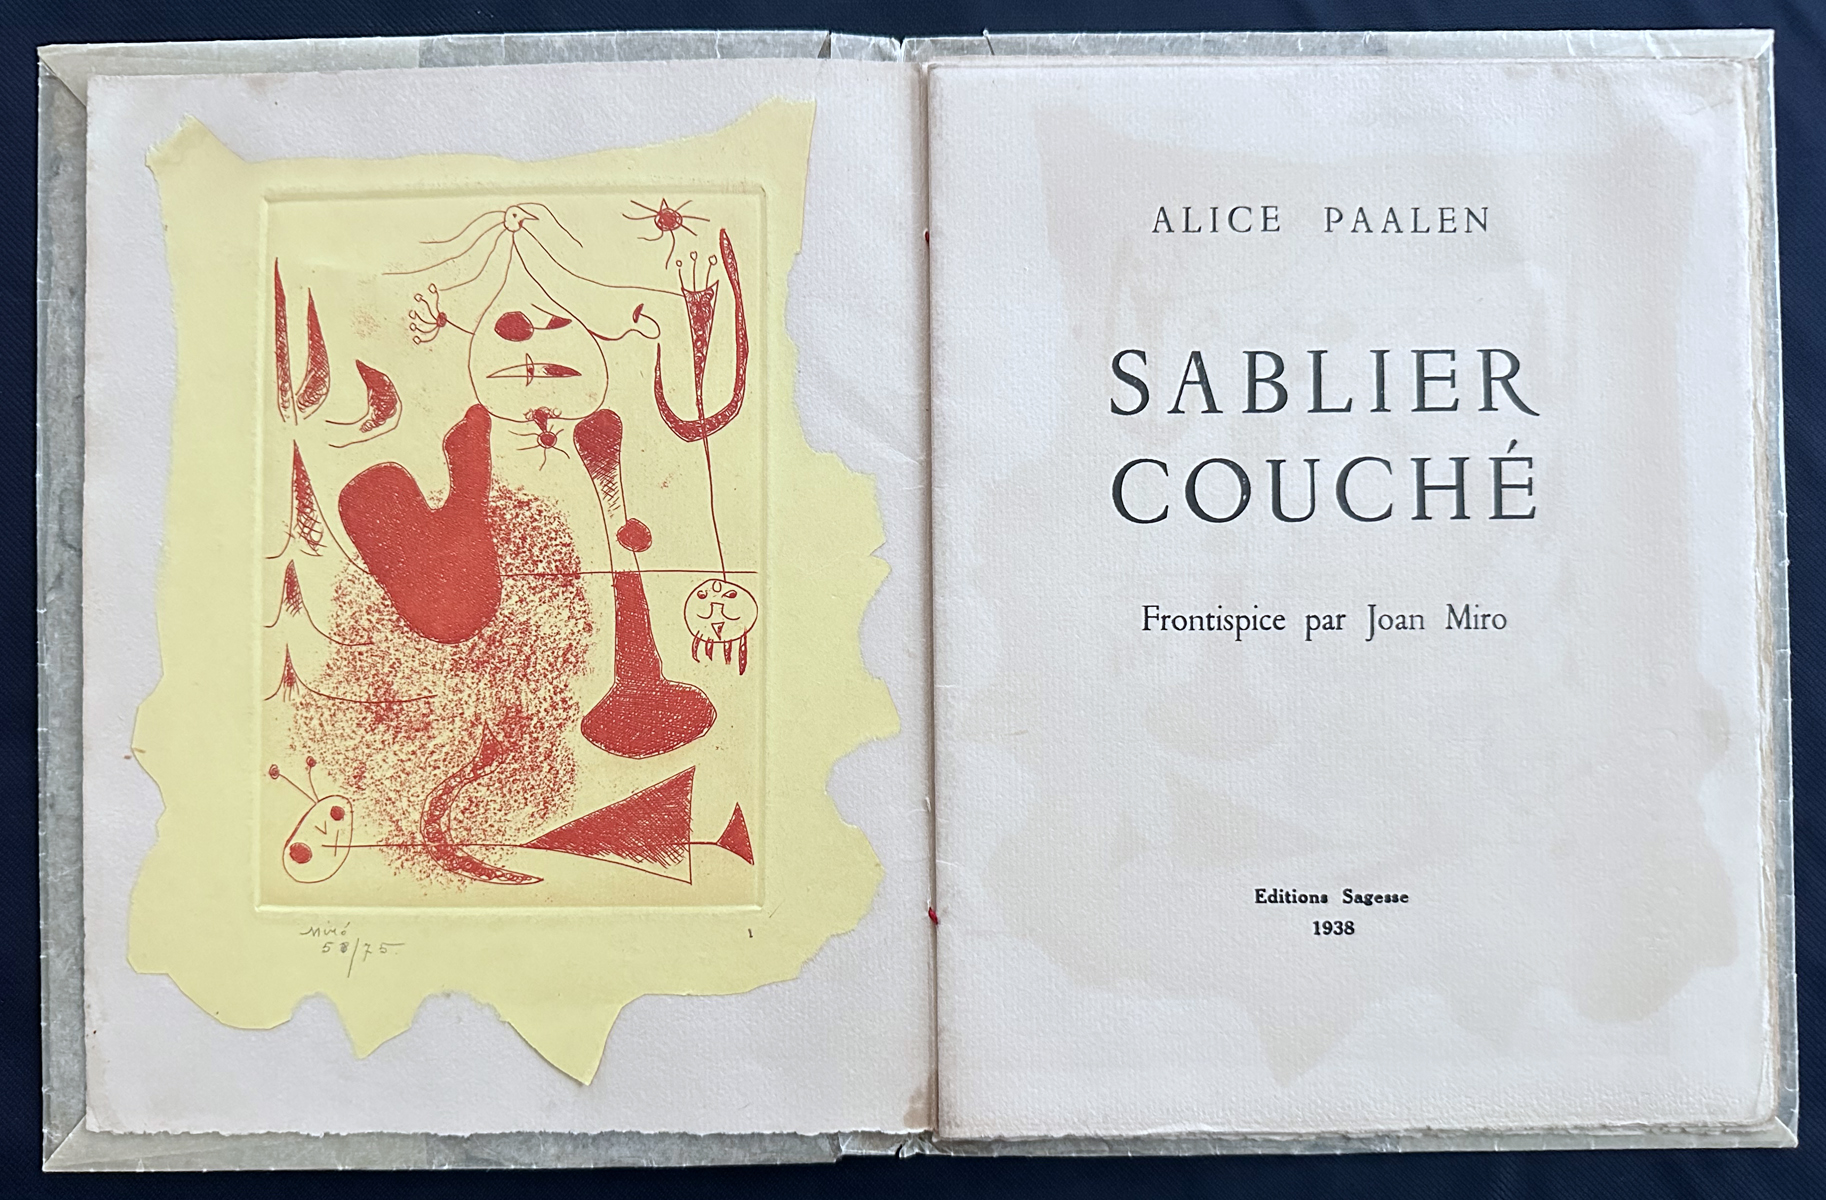 Miró
58/75
1
ALICE PAALEN
SABLIER
COUCHÉ
Frontispice par Joan Miro
Editions Sagesse
1938